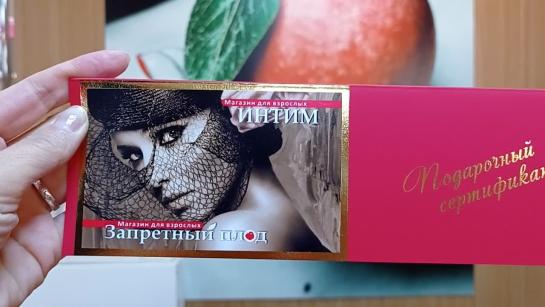 Магазин для взрослых
ИНТИМ
Магазин для взрослых
Запретный плод
Подарочный
сертификат